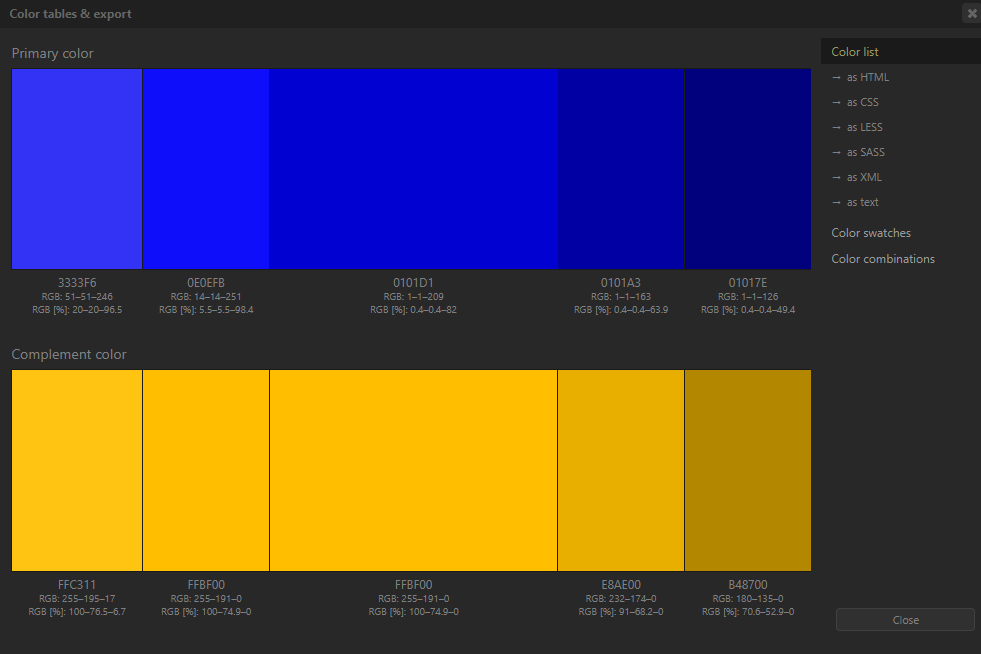 Color tables & export
Primary color
3333F6
RGB: 51–51–246
RGB [%]: 20–20–96.5
0E0EFB
RGB: 14–14–251
RGB [%]: 5.5–5.5–98.4
0101D1
RGB: 1–1–209
RGB [%]: 0.4–0.4–82
0101A3
RGB: 1–1–163
RGB [%]: 0.4–0.4–63.9
01017E
RGB: 1–1–126
RGB [%]: 0.4–0.4–49.4
Complement color
FFC311
RGB: 255–195–17
RGB [%]: 100–76.5–6.7
FFBF00
RGB: 255–191–0
RGB [%]: 100–74.9–0
FFBF00
RGB: 255–191–0
RGB [%]: 100–74.9–0
E8AE00
RGB: 232–174–0
RGB [%]: 91–68.2–0
B48700
RGB: 180–135–0
RGB [%]: 70.6–52.9–0
Color list
→ as HTML
→ as CSS
→ as LESS
→ as SASS
→ as XML
→ as text
Color swatches
Color combinations
Close